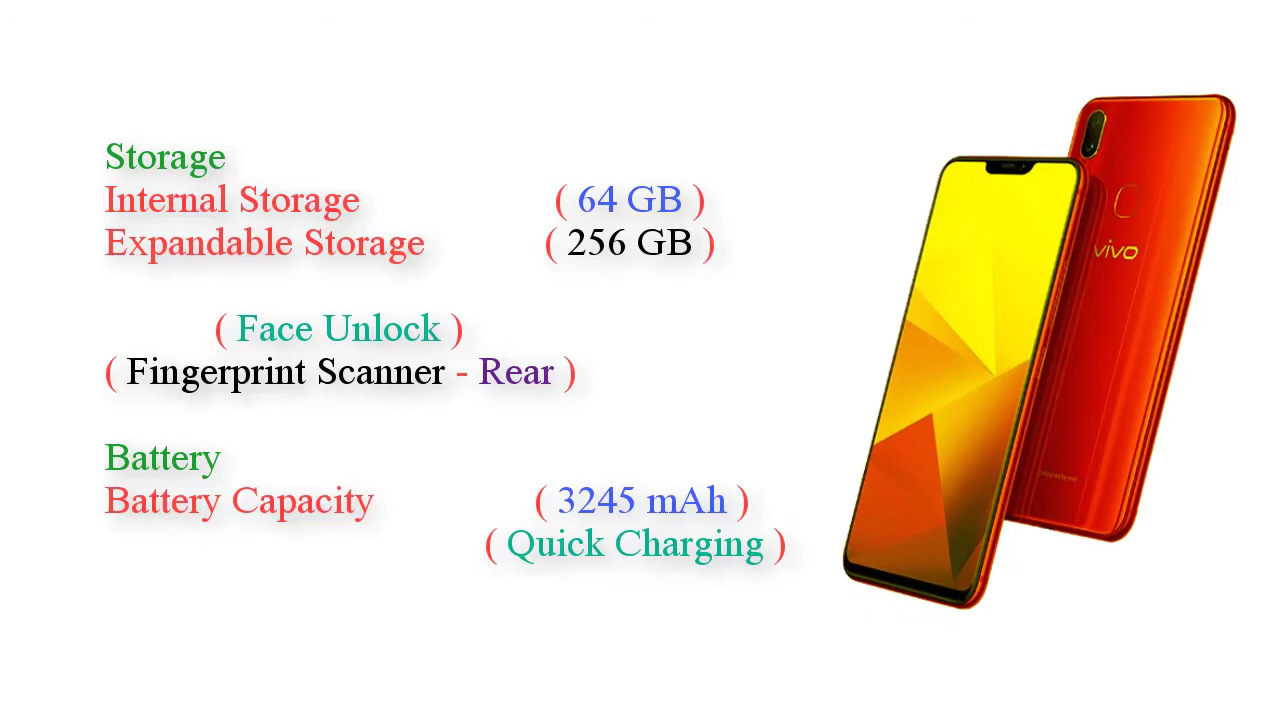 Storage
Internal Storage ( 64 GB )
Expandable Storage ( 256 GB )
( Face Unlock )
( Fingerprint Scanner - Rear )
Battery
Battery Capacity ( 3245 mAh )
( Quick Charging )
vivo